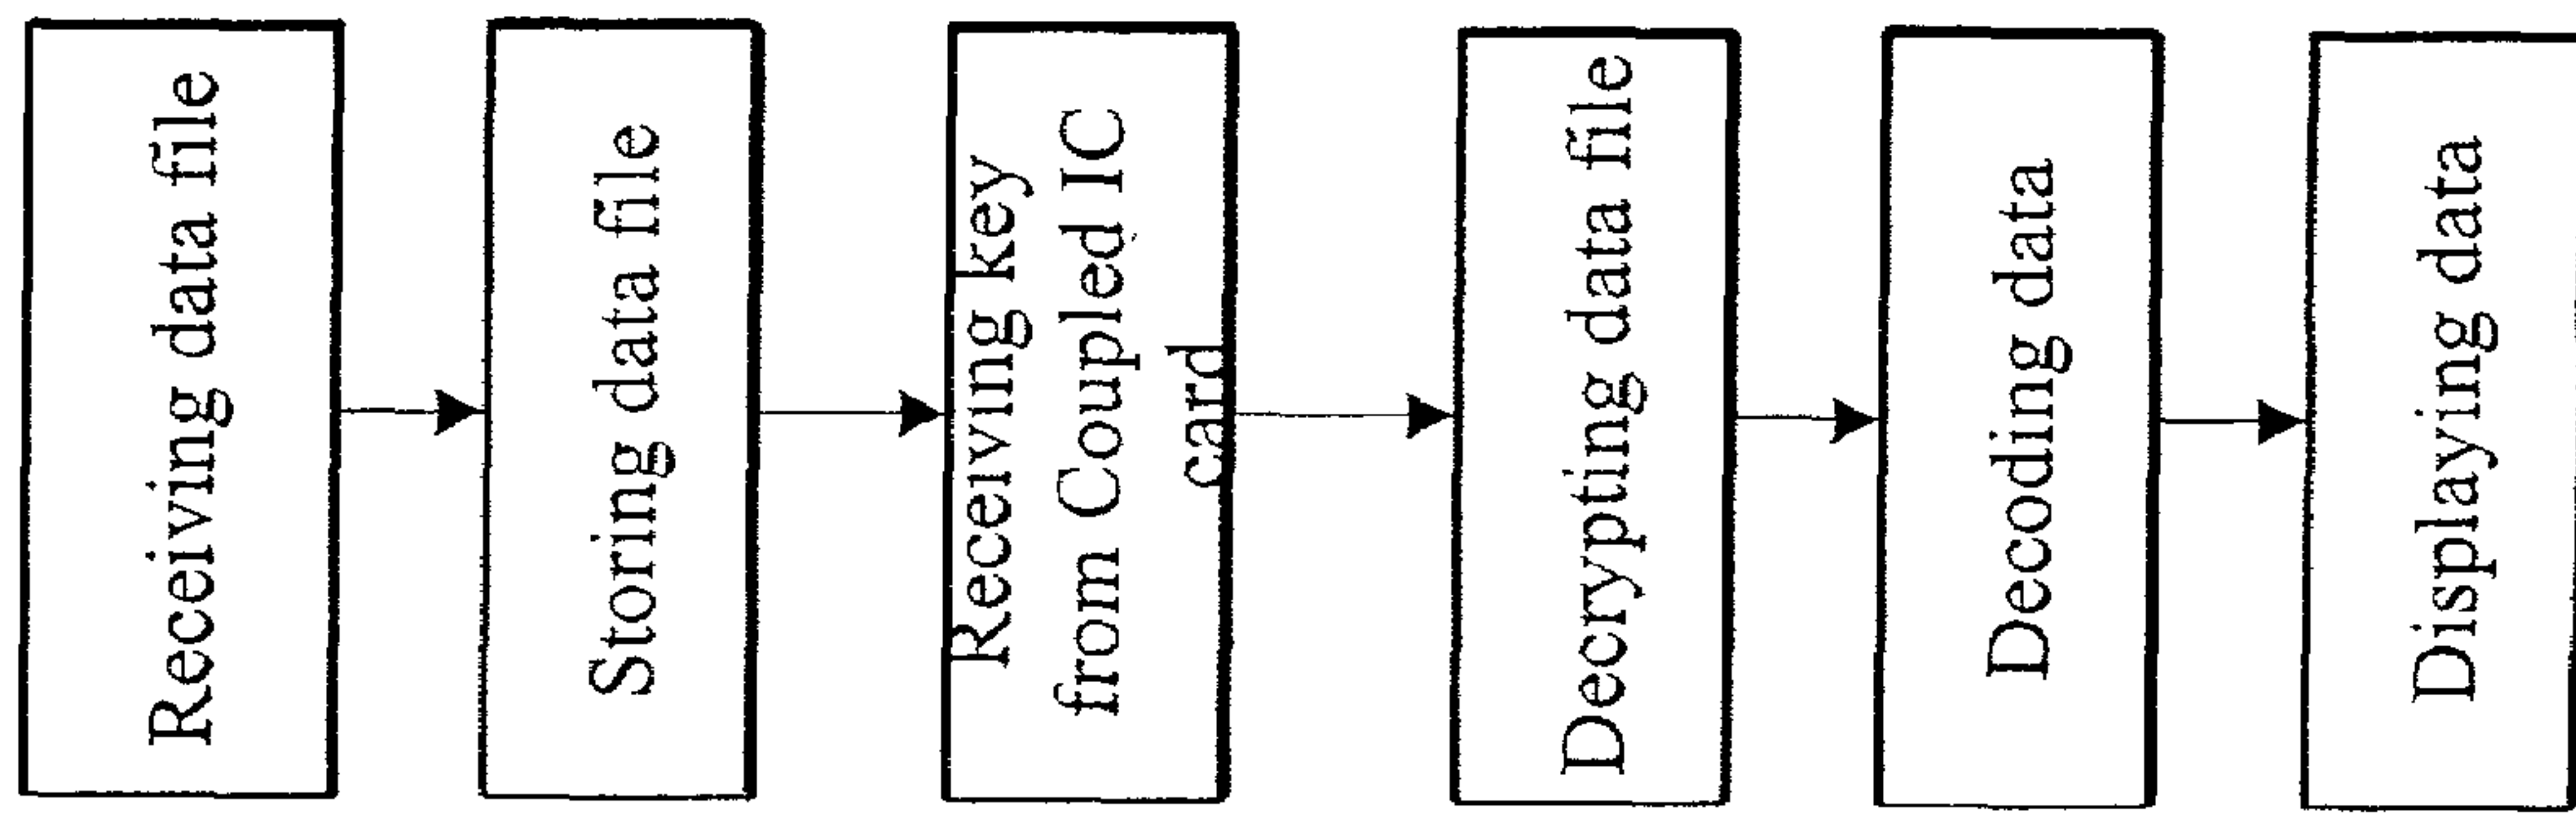 Receiving data file
Storing data file
Receiving key
from Coupled IC
card
Decrypting data file
Decoding data
Displaying data